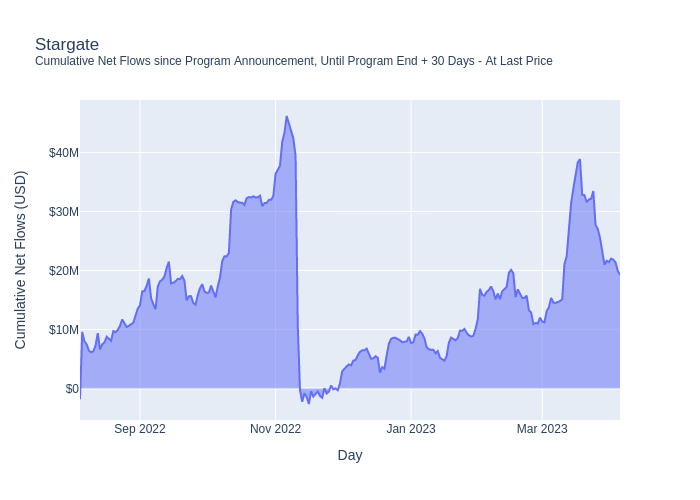 Stargate
Cumulative Net Flows since Program Announcement, Until Program End + 30 Days - At Last Price
Cumulative Net Flows (USD)
$40M
$30M
$20M
$10M
$0
Sep 2022
Nov 2022
Jan 2023
Mar 2023
Day